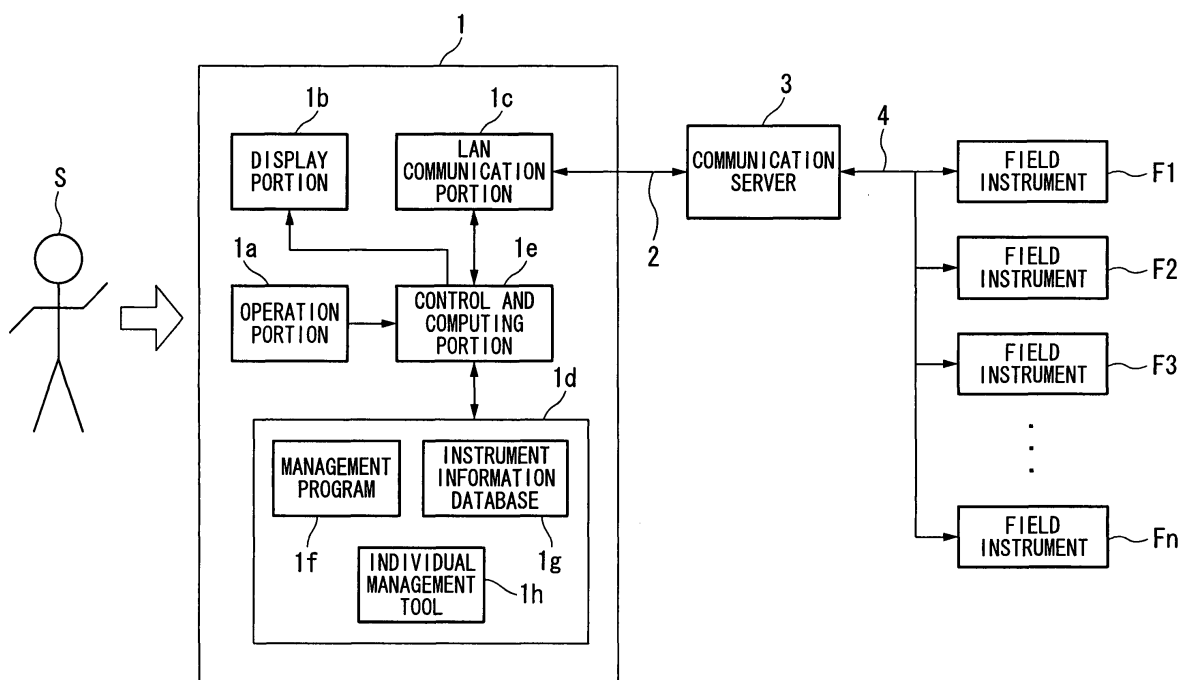 1
1b
1c
3
DISPLAY
PORTION
LAN
COMMUNICATION
PORTION
COMMUNICATION
SERVER
4
FIELD
INSTRUMENT
F1
S
2
1a
1e
FIELD
INSTRUMENT
F2
OPERATION
PORTION
CONTROL AND
COMPUTING
PORTION
FIELD
INSTRUMENT
F3
1d
MANAGEMENT
PROGRAM
INSTRUMENT
INFORMATION
DATABASE
1f
1g
INDIVIDUAL
MANAGEMENT
TOOL
1h
FIELD
INSTRUMENT
Fn